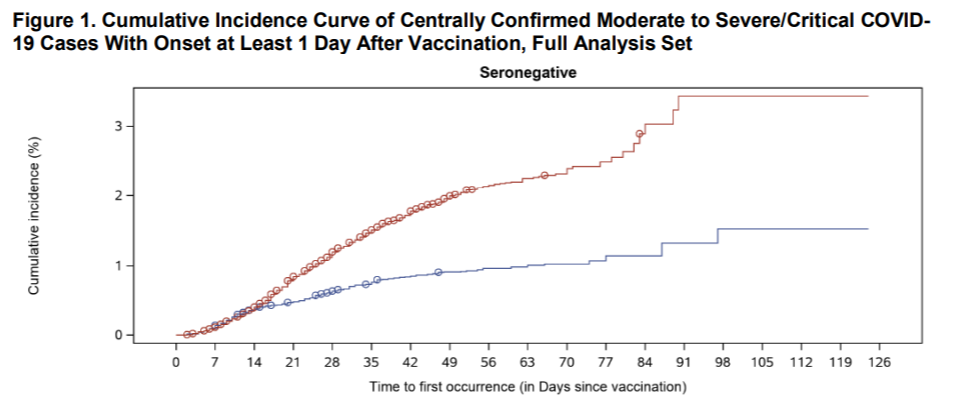 Figure 1. Cumulative Incidence Curve of Centrally Confirmed Moderate to Severe/Critical COVID-
19 Cases With Onset at Least 1 Day After Vaccination, Full Analysis Set
Seronegative
Cumulative incidence (%)
3
2
1
0
0 7 14 21 28 35 42 49 56 63 70 77 84 91 98 105 112 119 126
Time to first occurrence (in Days since vaccination)